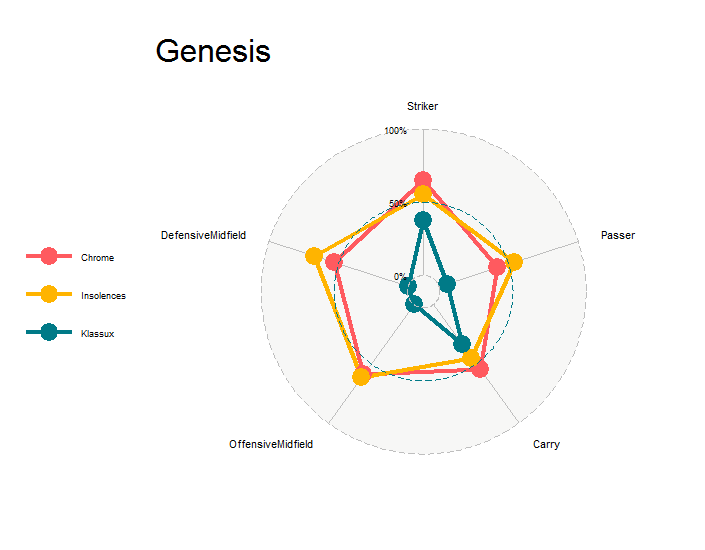 Genesis
Striker
100%
50%
0%
DefensiveMidfield
Passer
Chrome
Insolences
Klassux
OffensiveMidfield
Carry